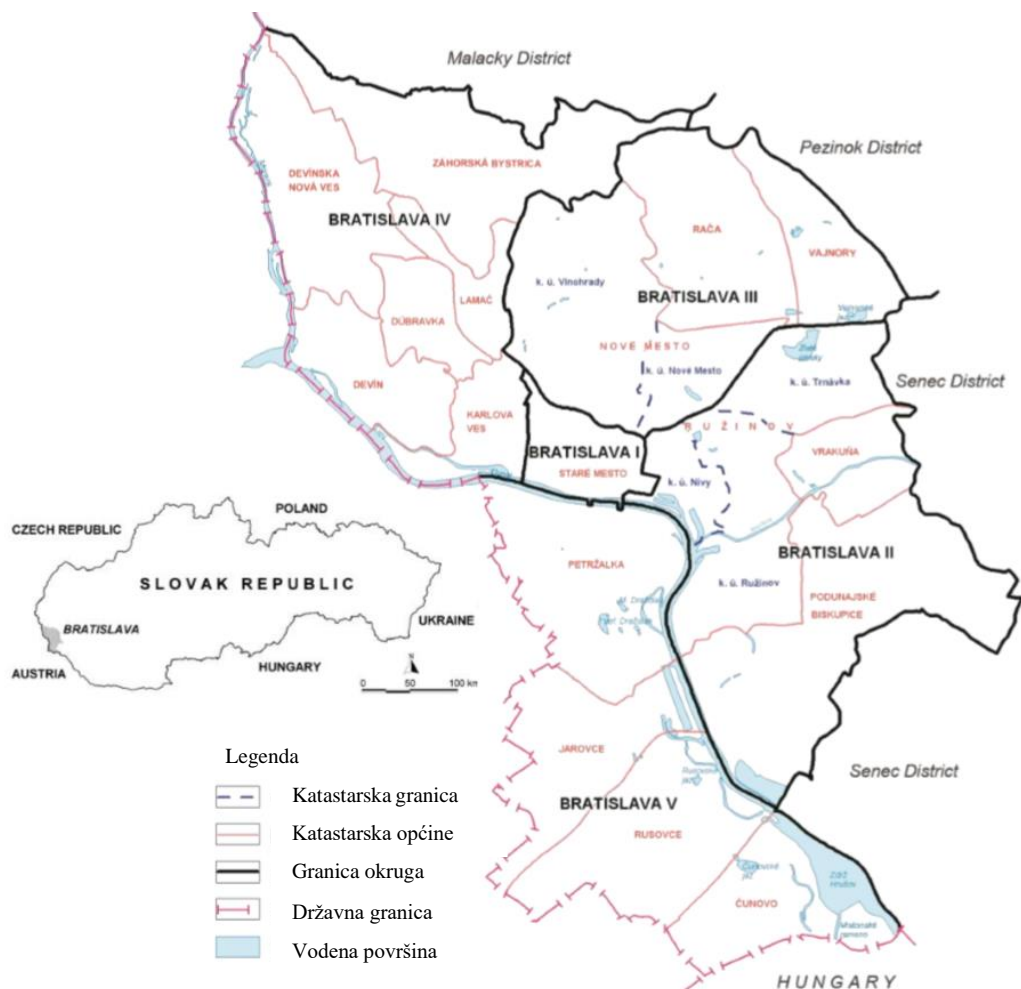 Malacky District
Pezinok District
ZÁHORSKÁ BYSTRICA
DEVÍNSKA
NOVÁ VES
BRATISLAVA IV
RAČA
VAJNORY
k. ú. Vinohrady
LAMAČ
BRATISLAVA III
DÚBRAVKA
NOVÉ MESTO
k. ú. Nové Mesto
Senec District
k. ú. Trnávka
DEVÍN
KARLOVA
VES
RUŽINOV
BRATISLAVA I
VRAKUŇA
STARÉ MESTO
k. ú. Nivy
BRATISLAVA II
PETRŽALKA
k. ú. Ružinov
PODUNAJSKÉ
BISKUPICE
CZECH REPUBLIC
POLAND
SLOVAK REPUBLIC
UKRAINE
BRATISLAVA
AUSTRIA
HUNGARY
N
0 50 100 km
JAROVCE
Senec District
BRATISLAVA V
RUSOVCE
ČUNOVO
HUNGARY
Legenda
Katastarska granica
Katastarska općine
Granica okruga
Državna granica
Vodena površina